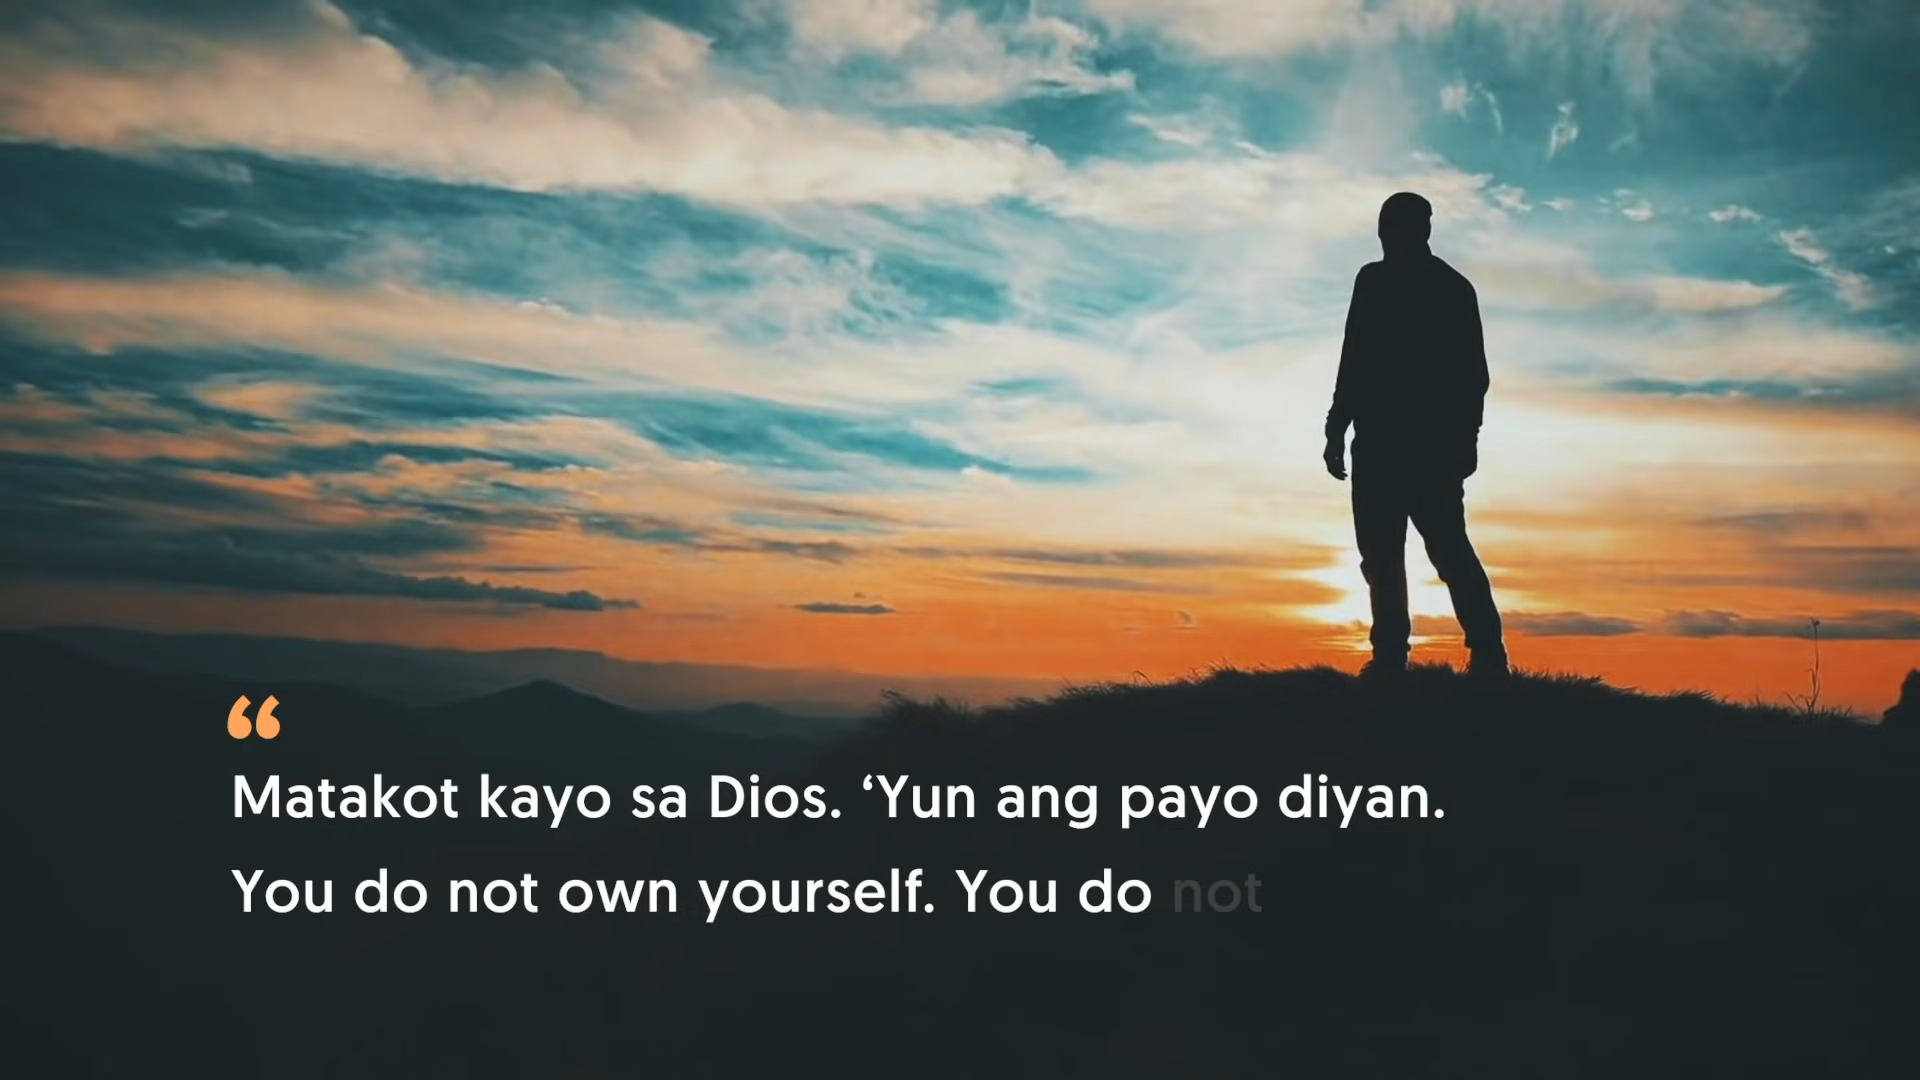 “
Matakot kayo sa Dios. ‘Yun ang payo diyan.
You do not own yourself. You do not